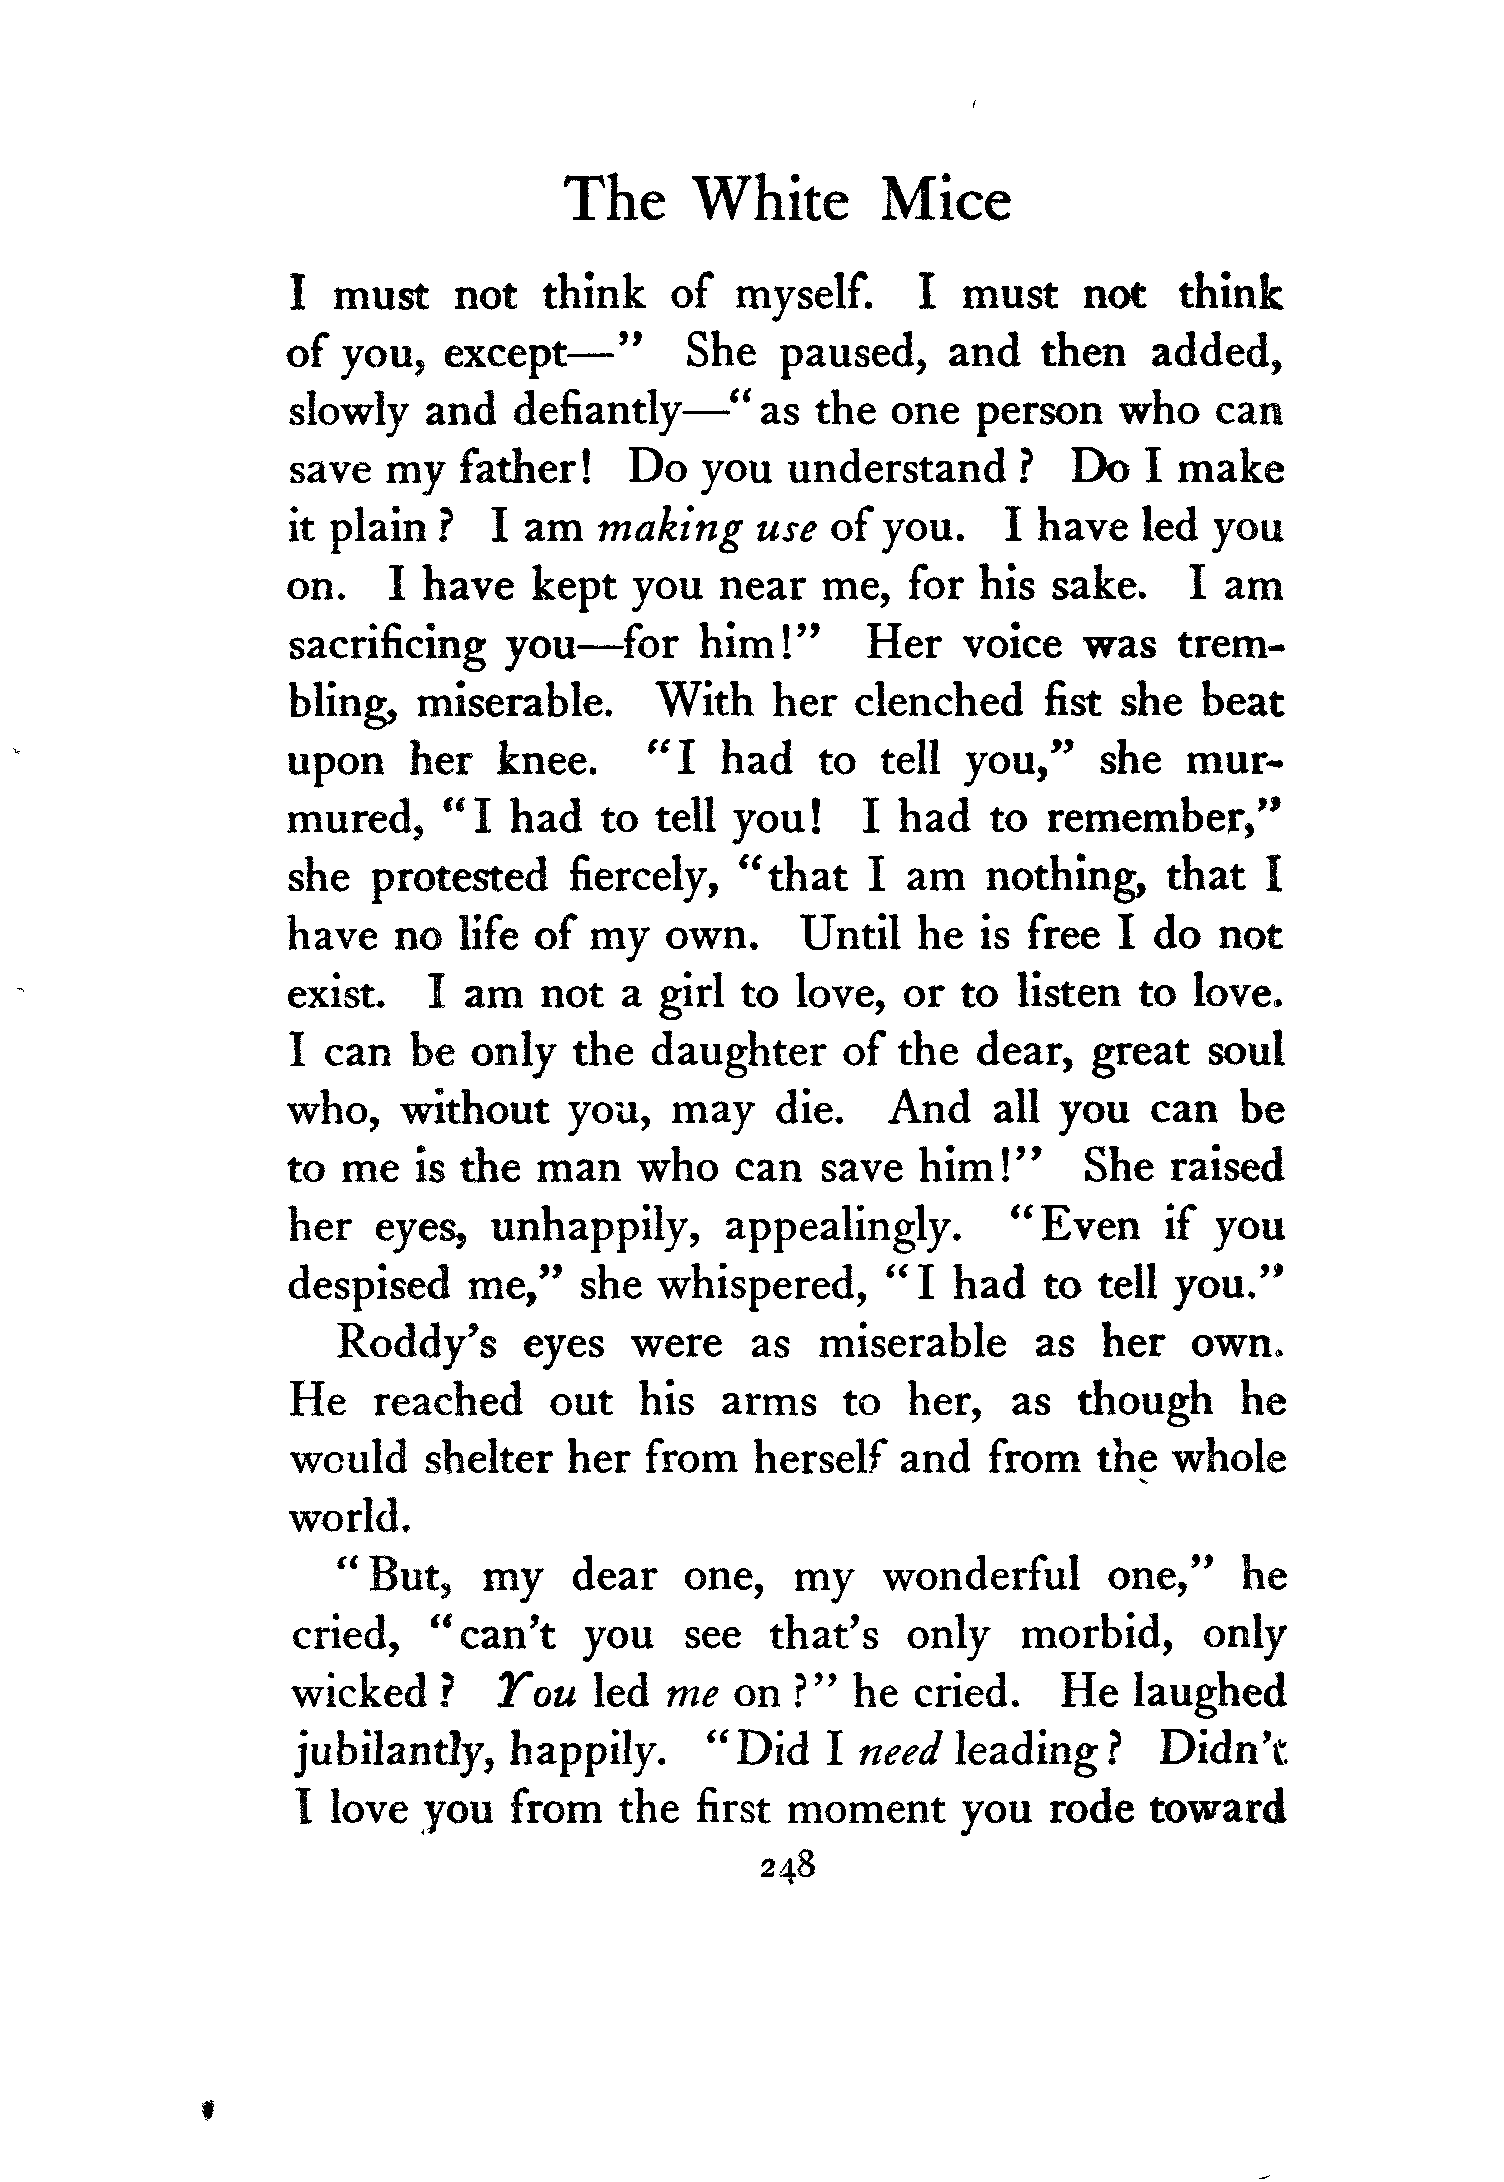 The White Mice
I must not think of myself. I must not think
of you, except—” She paused, and then added,
slowly and defiantly—“as the one person who can
save my father! Do you understand? Do I make
it plain? I am making use of you. I have led you
on. I have kept you near me, for his sake. I am
sacrificing you—for him!” Her voice was trem-
bling, miserable. With her clenched fist she beat
upon her knee. “I had to tell you,” she mur-
mured, “I had to tell you! I had to remember,”
she protested fiercely, “that I am nothing, that I
have no life of my own. Until he is free I do not
exist. I am not a girl to love, or to listen to love.
I can be only the daughter of the dear, great soul
who, without you, may die. And all you can be
to me is the man who can save him!” She raised
her eyes, unhappily, appealingly. “Even if you
despised me,” she whispered, “I had to tell you.”
Roddy’s eyes were as miserable as her own.
He reached out his arms to her, as though he
would shelter her from herself and from the whole
world.
“But, my dear one, my wonderful one,” he
cried, “can’t you see that’s only morbid, only
wicked? You led me on?” he cried. He laughed
jubilantly, happily. “Did I need leading? Didn’t
I love you from the first moment you rode toward
248